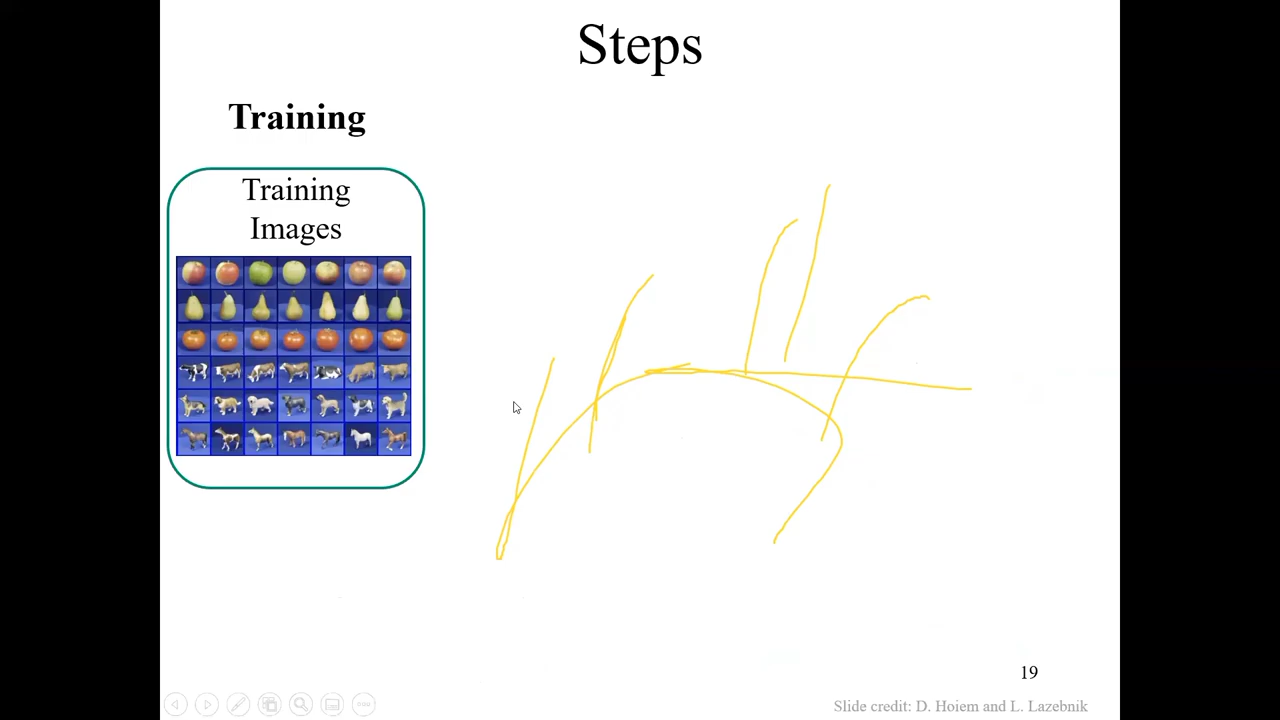 Steps
Training
Training
Images
19
Slide credit: D. Hoiem and L. Lazebnik